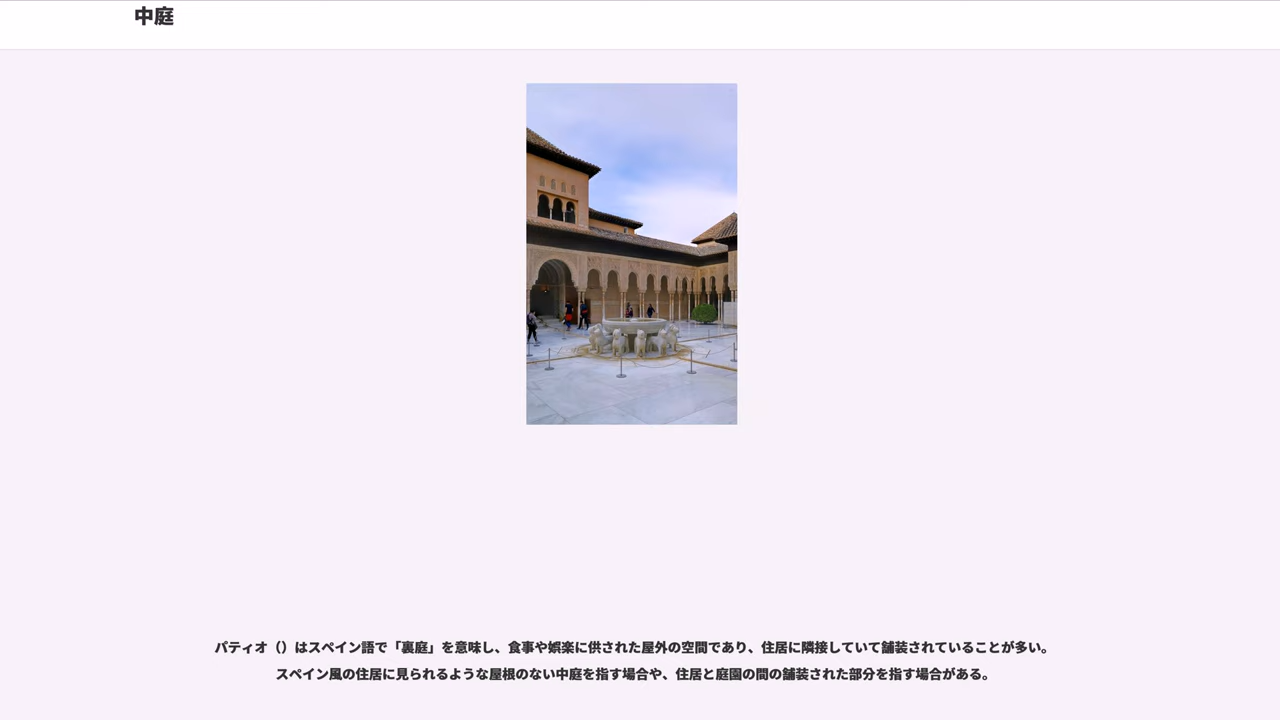 中庭
パティオ（）はスペイン語で「裏庭」を意味し、食事や娯楽に供された屋外の空間であり、住居に隣接していて舗装されていることが多い。
スペイン風の住居に見られるような屋根のない中庭を指す場合や、住居と庭園の間の舗装された部分を指す場合がある。